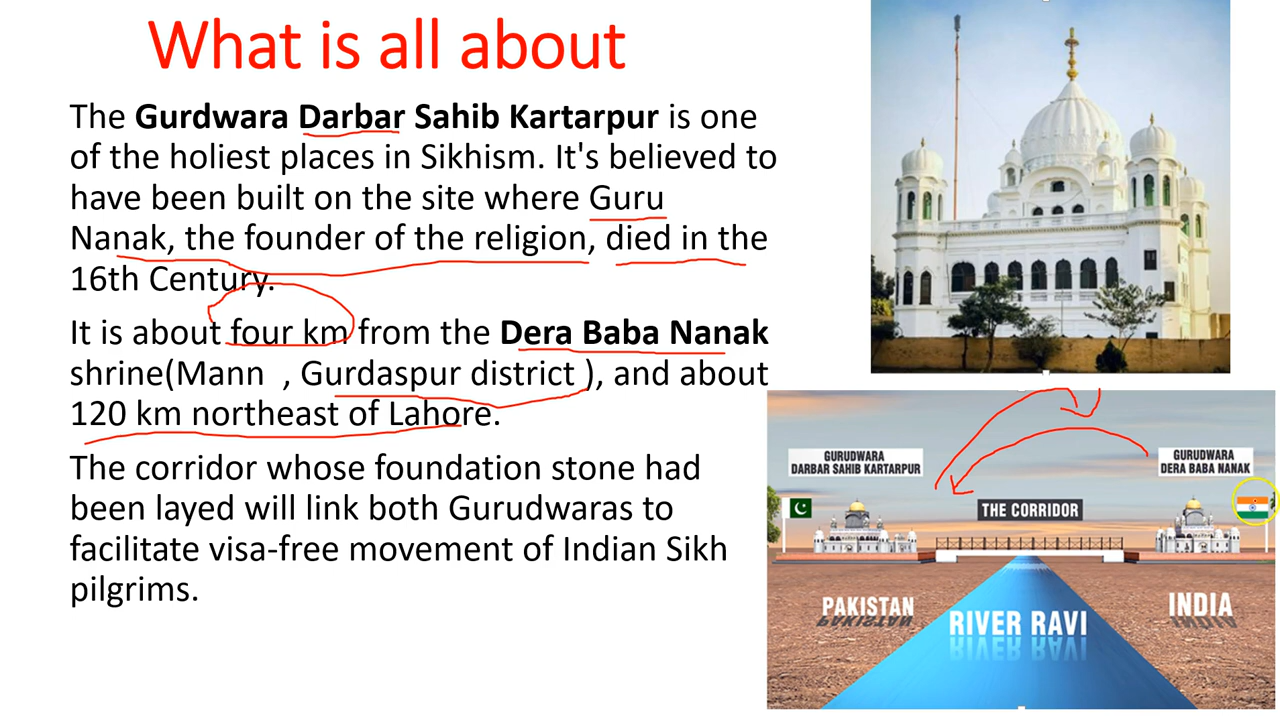 What is all about
The Gurdwara Darbar Sahib Kartarpur is one
of the holiest places in Sikhism. It's believed to
have been built on the site where Guru
Nanak, the founder of the religion, died in the
16th Century.
It is about four km from the Dera Baba Nanak
shrine(Mann , Gurdaspur district ), and about
120 km northeast of Lahore.
The corridor whose foundation stone had
been layed will link both Gurudwaras to
facilitate visa-free movement of Indian Sikh
pilgrims.
GURUDWARA
DARBAR SAHIB KARTARPUR
GURUDWARA
DERA BABA NANAK
THE CORRIDOR
PAKISTAN
RIVER RAVI
INDIA